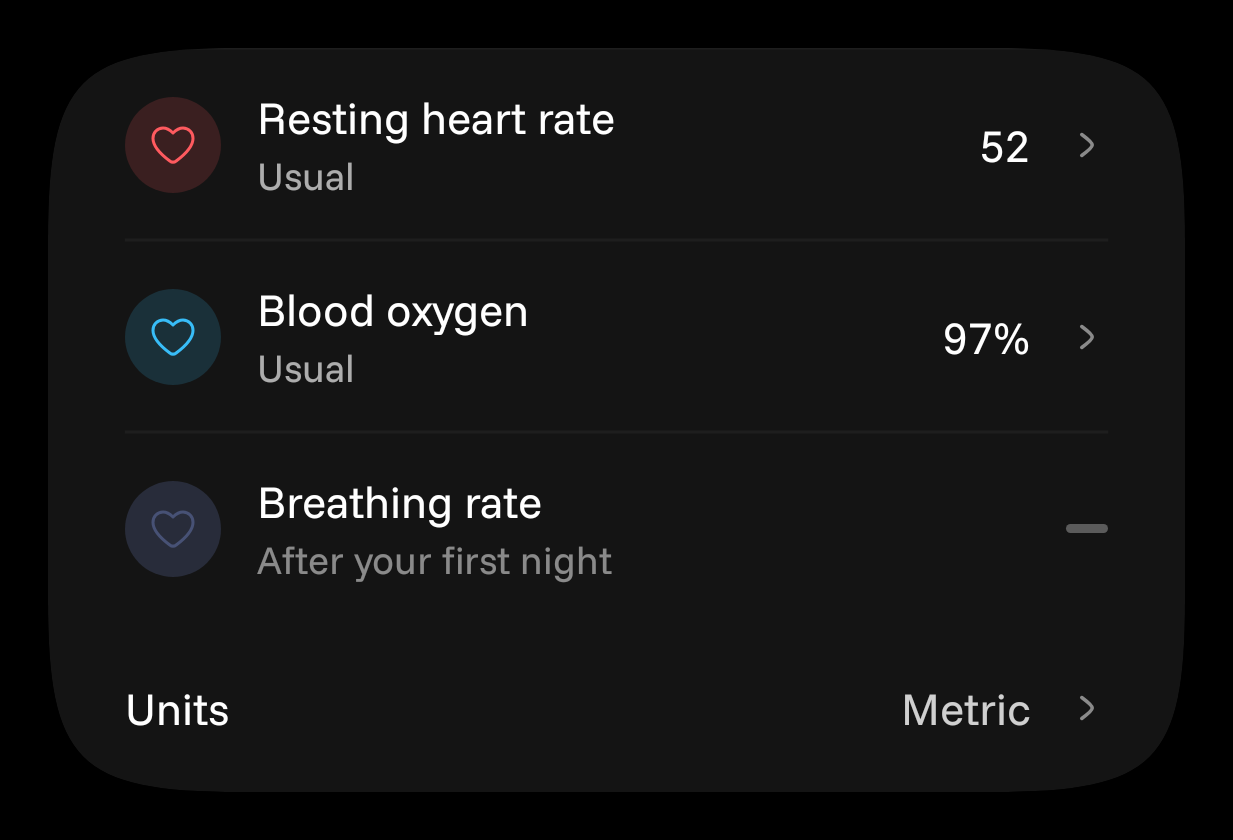 Resting heart rate
Usual
52
Blood oxygen
Usual
97%
Breathing rate
After your first night
Units
Metric